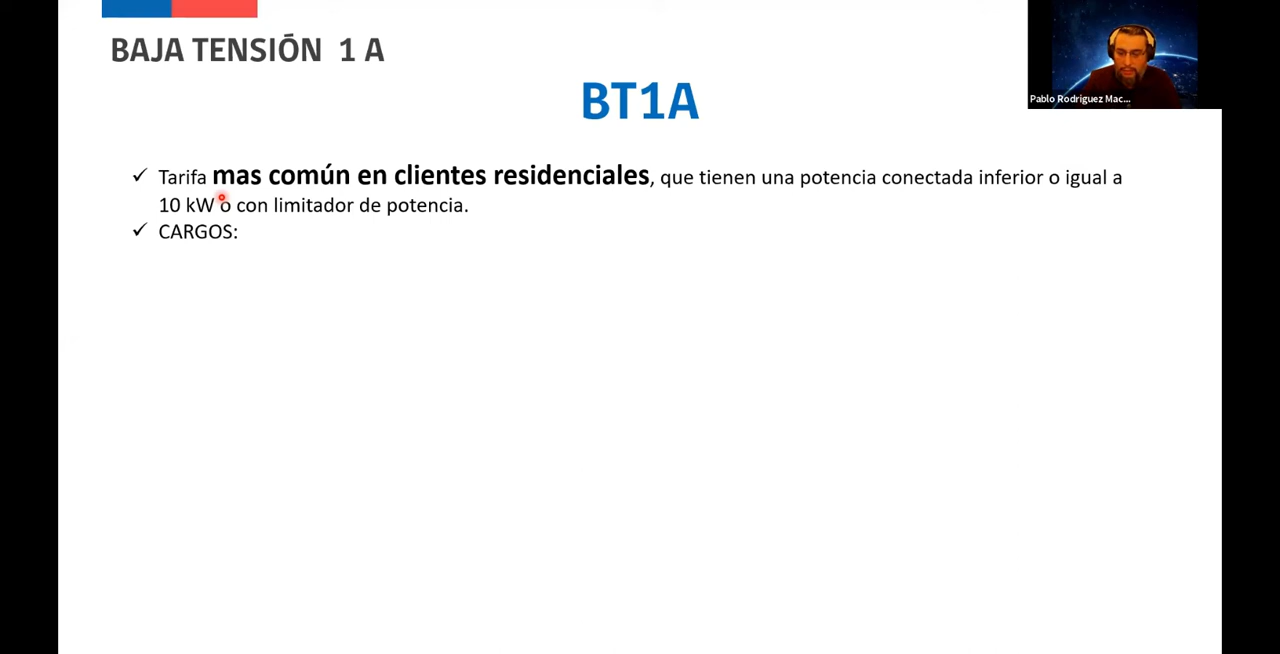 BAJA TENSIÓN 1 A
BT1A
Pablo Rodriguez Mac...
✓ Tarifa mas común en clientes residenciales, que tienen una potencia conectada inferior o igual a
10 kW o con limitador de potencia.
✓ CARGOS: